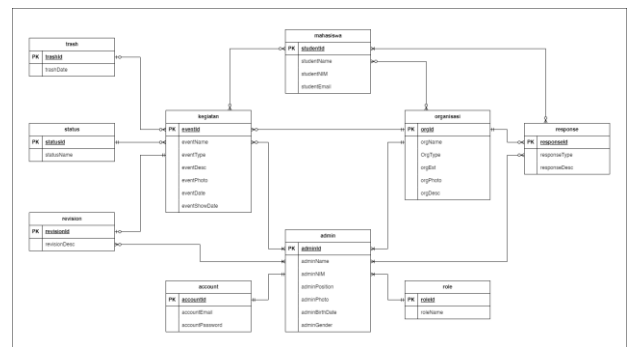 trash
PK trashId
trashDate
status
PK statusId
statusName
revision
PK revisionId
revisionDesc
kegiatan
PK eventId
eventName
eventType
eventDesc
eventPhoto
eventDate
eventShowDate
account
PK accountId
accountEmail
accountPassword
mahasiswa
PK studentId
studentName
studentNIM
studentEmail
admin
PK adminId
adminName
adminNIM
adminPosition
adminPhoto
adminBirthDate
adminGender
organisasi
PK orgId
orgName
OrgType
orgEst
orgPhoto
orgDesc
role
PK roleId
roleName
response
PK responseId
responseType
responseDesc